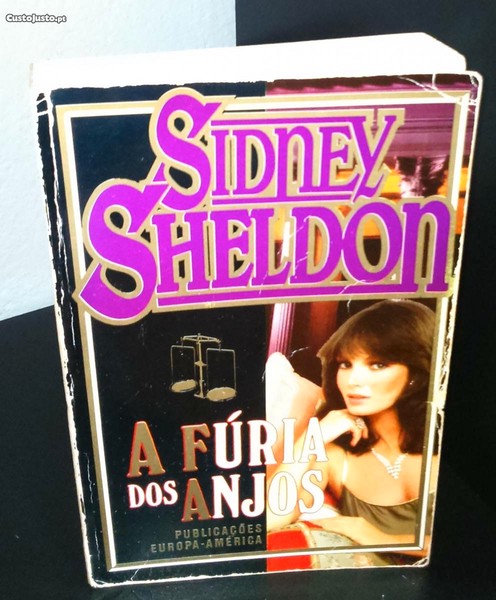 CustoJusto.pt
SIDNEY
SHELDON
A FÚRIA
DOS ANJOS
PUBLICAÇÕES
EUROPA-AMÉRICA